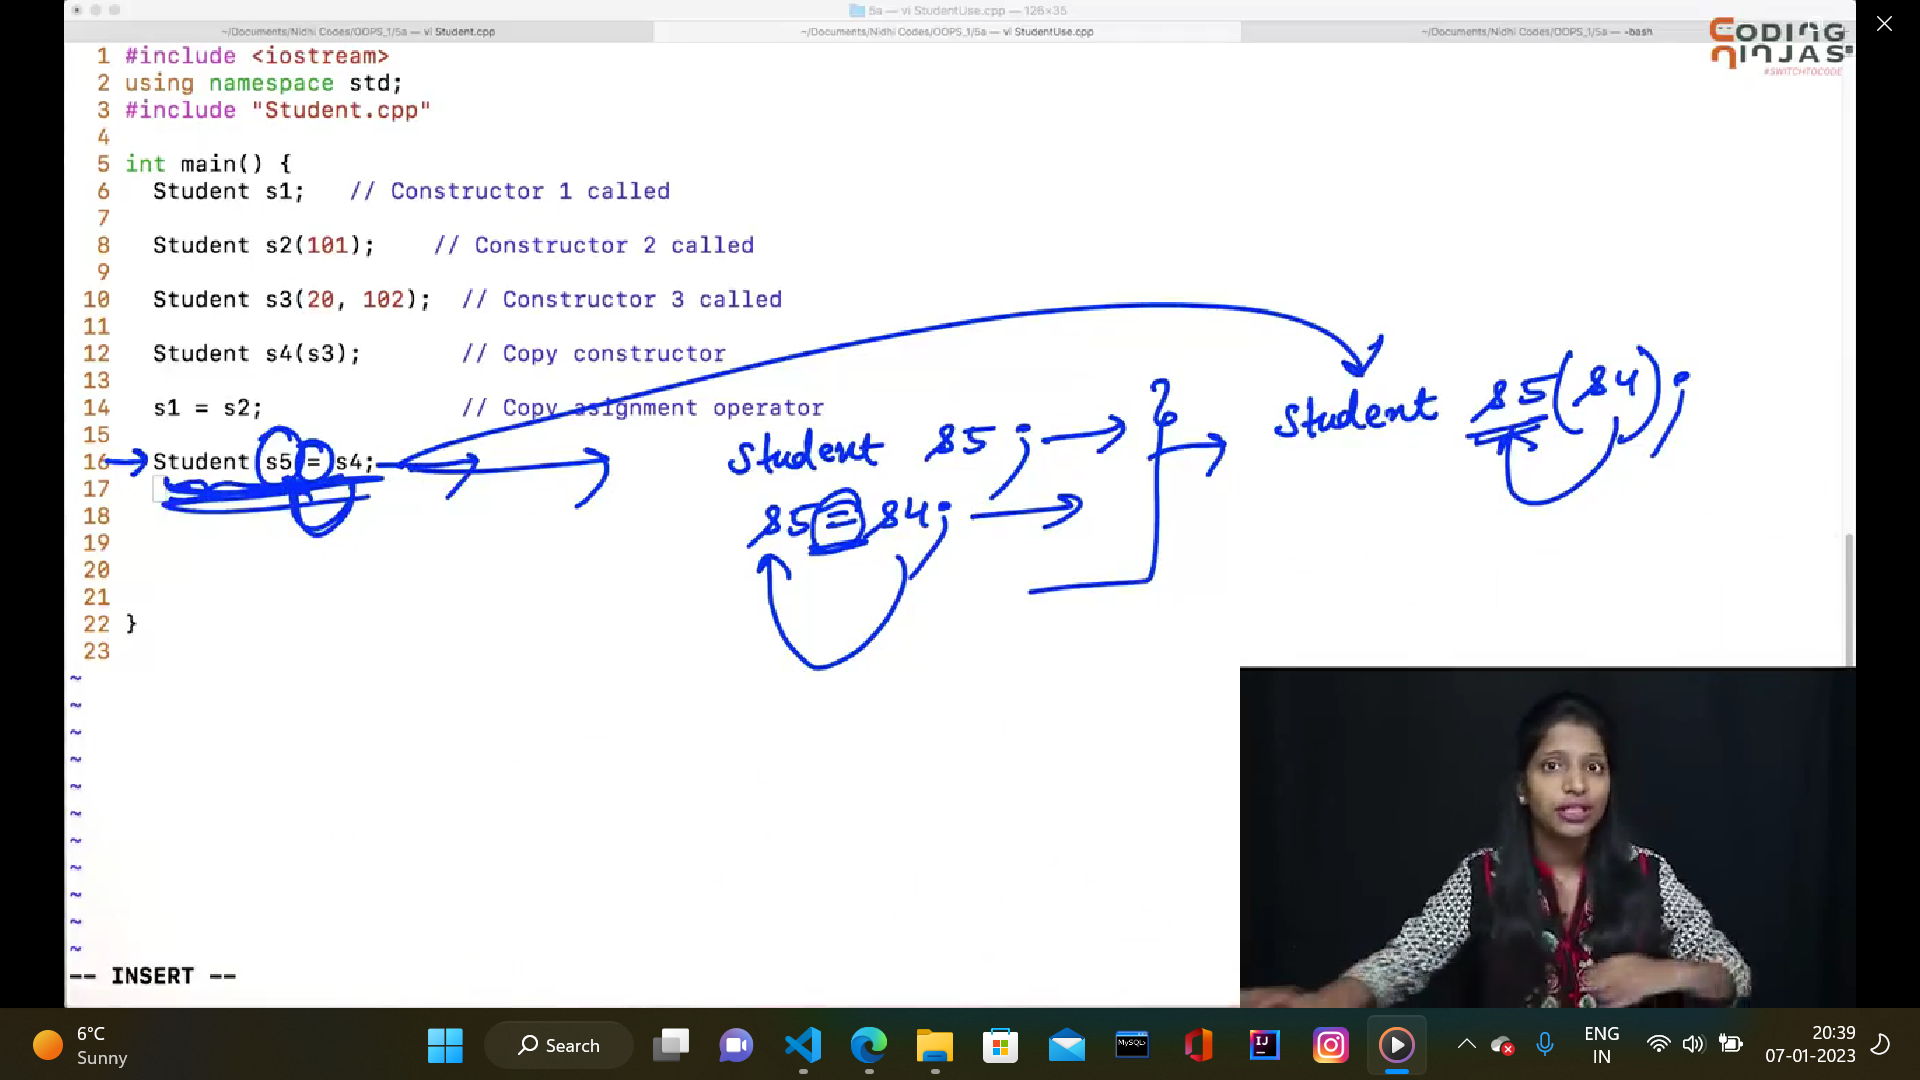 5a — vi StudentUse.cpp — 126×35
~/Documents/Nidhi Codes/OOPS_1/5a — vi Student.cpp
~/Documents/Nidhi Codes/OOPS_1/5a — vi StudentUse.cpp
~/Documents/Nidhi Codes/OOPS_1/5a — -bash
CODING NINJAS
#SWITCHTOCODE
1 #include <iostream>
2 using namespace std;
3 #include "Student.cpp"
4
5 int main() {
6 Student s1; // Constructor 1 called
7
8 Student s2(101); // Constructor 2 called
9
10 Student s3(20, 102); // Constructor 3 called
11
12 Student s4(s3); // Copy constructor
13
14 s1 = s2; // Copy asignment operator
15
16 Student s5 = s4;
17
18
19
20
21
22 }
23
Student s5;
s5 = s4;
Student s5(s4);
~
~
~
~
~
~
~
~
~
~
~
-- INSERT --
6°C
Sunny
Search
MySQL
IJ
ENG
IN
20:39
07-01-2023